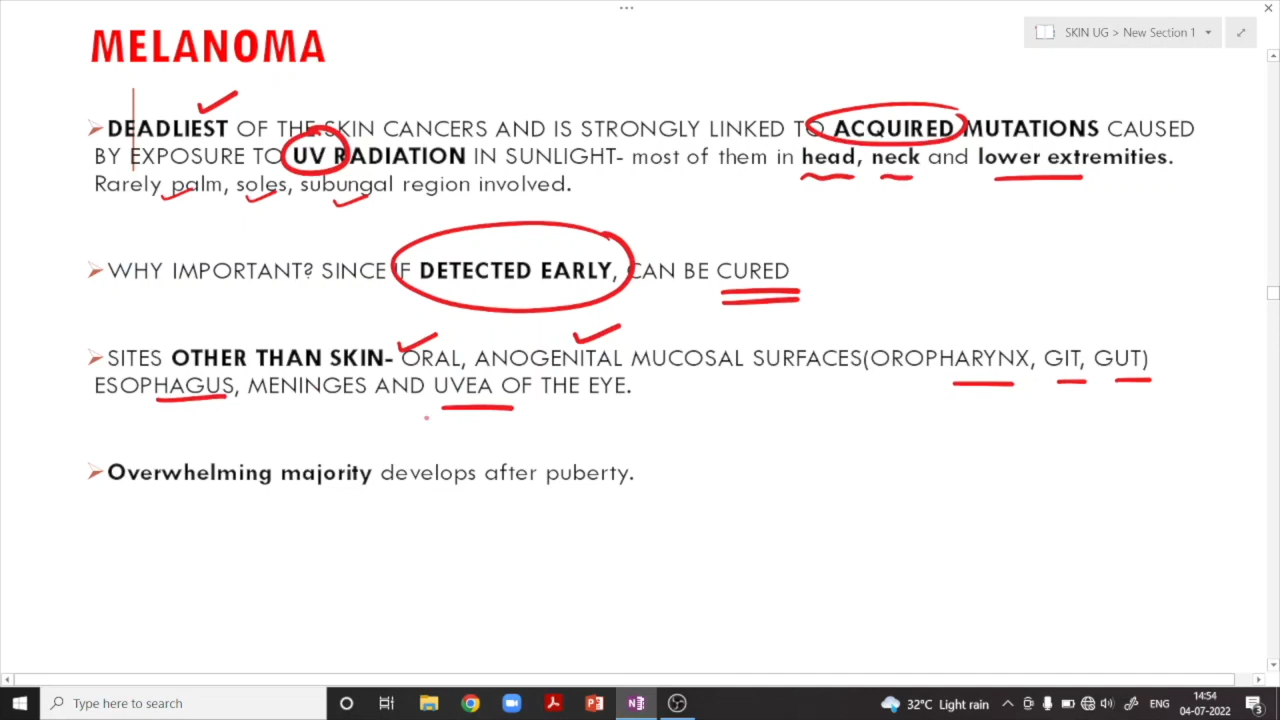 SKIN UG > New Section 1
MELANOMA
DEADLIEST OF THE SKIN CANCERS AND IS STRONGLY LINKED TO ACQUIRED MUTATIONS CAUSED
BY EXPOSURE TO UV RADIATION IN SUNLIGHT- most of them in head, neck and lower extremities.
Rarely palm, soles, subungal region involved.
WHY IMPORTANT? SINCE IF DETECTED EARLY, CAN BE CURED
SITES OTHER THAN SKIN- ORAL, ANOGENITAL MUCOSAL SURFACES(OROPHARYNX, GIT, GUT)
ESOPHAGUS, MENINGES AND UVEA OF THE EYE.
Overwhelming majority develops after puberty.
Type here to search
32°C Light rain
ENG
14:54
04-07-2022
3